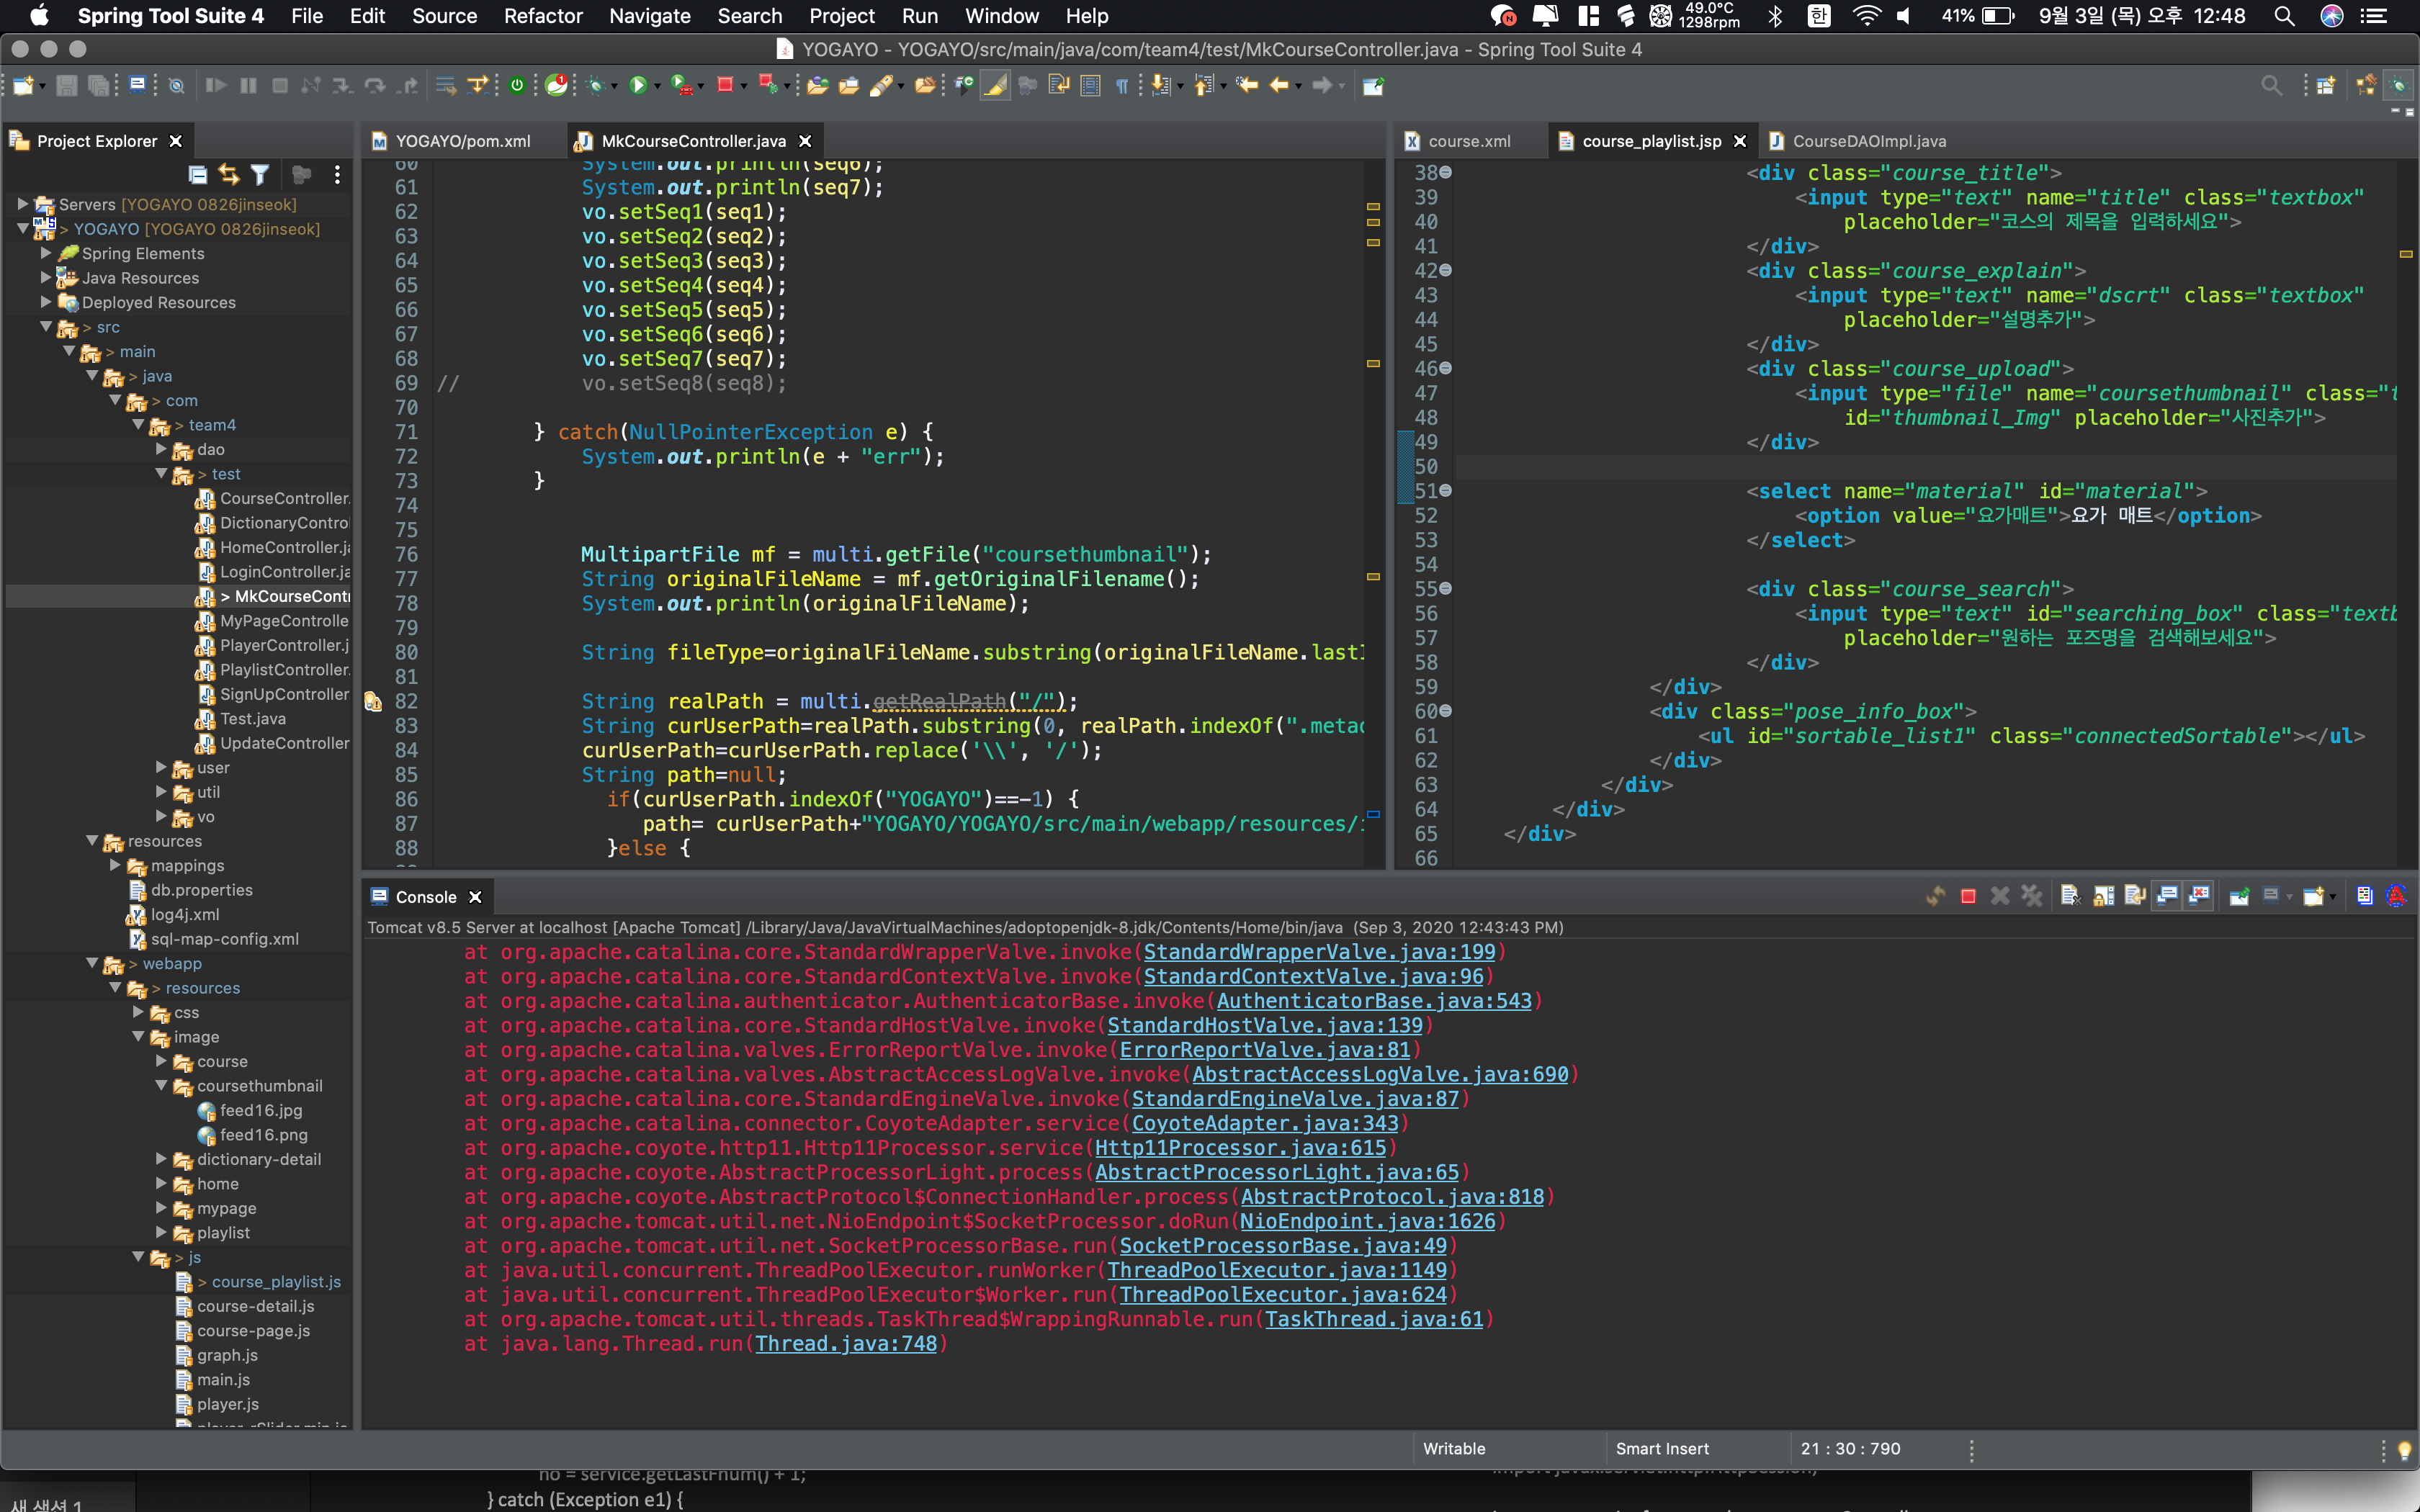 Spring Tool Suite 4 File Edit Source Refactor Navigate Search Project Run Window Help
49.0°C
1298rpm
한
41%
9월 3일 (목) 오후 12:48
YOGAYO - YOGAYO/src/main/java/com/team4/test/MkCourseController.java - Spring Tool Suite 4
Project Explorer
Servers [YOGAYO 0826jinseok]
> YOGAYO [YOGAYO 0826jinseok]
Spring Elements
Java Resources
Deployed Resources
> src
> main
> java
> com
> team4
dao
> test
CourseController.
DictionaryContro
HomeController.ja
LoginController.ja
> MkCourseContr
MyPageControlle
PlayerController.j
PlaylistController.
SignUpController
Test.java
UpdateController
user
util
vo
resources
mappings
db.properties
log4j.xml
sql-map-config.xml
> webapp
> resources
css
image
course
coursethumbnail
feed16.jpg
feed16.png
dictionary-detail
home
mypage
playlist
> js
> course_playlist.js
course-detail.js
course-page.js
graph.js
main.js
player.js
YOGAYO/pom.xml
MkCourseController.java
60 System.out.println(seq6);
61 System.out.println(seq7);
62 vo.setSeq1(seq1);
63 vo.setSeq2(seq2);
64 vo.setSeq3(seq3);
65 vo.setSeq4(seq4);
66 vo.setSeq5(seq5);
67 vo.setSeq6(seq6);
68 vo.setSeq7(seq7);
69 // vo.setSeq8(seq8);
70
71 } catch(NullPointerException e) {
72 System.out.println(e + "err");
73 }
74
75
76 MultipartFile mf = multi.getFile("coursethumbnail");
77 String originalFileName = mf.getOriginalFilename();
78 System.out.println(originalFileName);
79
80 String fileType=originalFileName.substring(originalFileName.lastI
81
82 String realPath = multi.getRealPath("/");
83 String curUserPath=realPath.substring(0, realPath.indexOf(".metad
84 curUserPath=curUserPath.replace('\\', '/');
85 String path=null;
86 if(curUserPath.indexOf("YOGAYO")==-1) {
87 path= curUserPath+"YOGAYO/YOGAYO/src/main/webapp/resources/i
88 }else {
course.xml
course_playlist.jsp
CourseDAOImpl.java
38 <div class="course_title">
39 <input type="text" name="title" class="textbox"
40 placeholder="코스의 제목을 입력하세요">
41 </div>
42 <div class="course_explain">
43 <input type="text" name="dscrt" class="textbox"
44 placeholder="설명추가">
45 </div>
46 <div class="course_upload">
47 <input type="file" name="coursethumbnail" class="t
48 id="thumbnail_Img" placeholder="사진추가">
49 </div>
50
51 <select name="material" id="material">
52 <option value="요가매트">요가 매트</option>
53 </select>
54
55 <div class="course_search">
56 <input type="text" id="searching_box" class="textb
57 placeholder="원하는 포즈명을 검색해보세요">
58 </div>
59 </div>
60 <div class="pose_info_box">
61 <ul id="sortable_list1" class="connectedSortable"></ul>
62 </div>
63 </div>
64 </div>
65 </div>
66
Console
Tomcat v8.5 Server at localhost [Apache Tomcat] /Library/Java/JavaVirtualMachines/adoptopenjdk-8.jdk/Contents/Home/bin/java (Sep 3, 2020 12:43:43 PM)
at org.apache.catalina.core.StandardWrapperValve.invoke(StandardWrapperValve.java:199)
at org.apache.catalina.core.StandardContextValve.invoke(StandardContextValve.java:96)
at org.apache.catalina.authenticator.AuthenticatorBase.invoke(AuthenticatorBase.java:543)
at org.apache.catalina.core.StandardHostValve.invoke(StandardHostValve.java:139)
at org.apache.catalina.valves.ErrorReportValve.invoke(ErrorReportValve.java:81)
at org.apache.catalina.valves.AbstractAccessLogValve.invoke(AbstractAccessLogValve.java:690)
at org.apache.catalina.core.StandardEngineValve.invoke(StandardEngineValve.java:87)
at org.apache.catalina.connector.CoyoteAdapter.service(CoyoteAdapter.java:343)
at org.apache.coyote.http11.Http11Processor.service(Http11Processor.java:615)
at org.apache.coyote.AbstractProcessorLight.process(AbstractProcessorLight.java:65)
at org.apache.coyote.AbstractProtocol$ConnectionHandler.process(AbstractProtocol.java:818)
at org.apache.tomcat.util.net.NioEndpoint$SocketProcessor.doRun(NioEndpoint.java:1626)
at org.apache.tomcat.util.net.SocketProcessorBase.run(SocketProcessorBase.java:49)
at java.util.concurrent.ThreadPoolExecutor.runWorker(ThreadPoolExecutor.java:1149)
at java.util.concurrent.ThreadPoolExecutor$Worker.run(ThreadPoolExecutor.java:624)
at org.apache.tomcat.util.threads.TaskThread$WrappingRunnable.run(TaskThread.java:61)
at java.lang.Thread.run(Thread.java:748)
Writable
Smart Insert
21 : 30 : 790
no = service.getLastFnum() + 1;
} catch (Exception e1) {
새 섹션 1